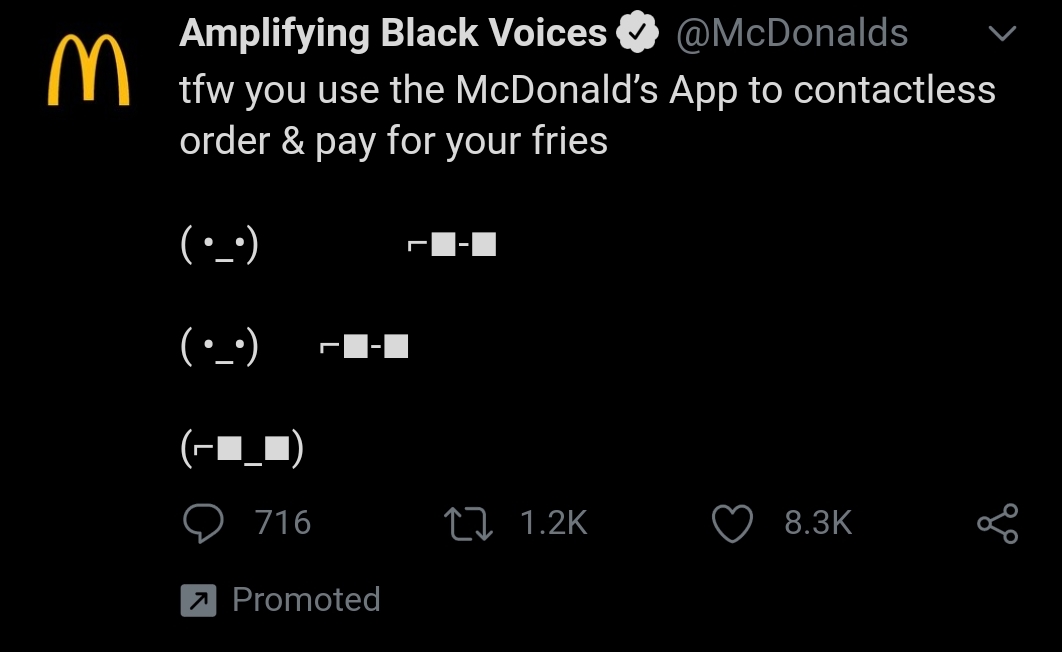 Amplifying Black Voices @McDonalds
tfw you use the McDonald’s App to contactless
order & pay for your fries
( •_•)               ⌐■-■
( •_•)      ⌐■-■
(⌐■_■)
716 1.2K 8.3K
Promoted